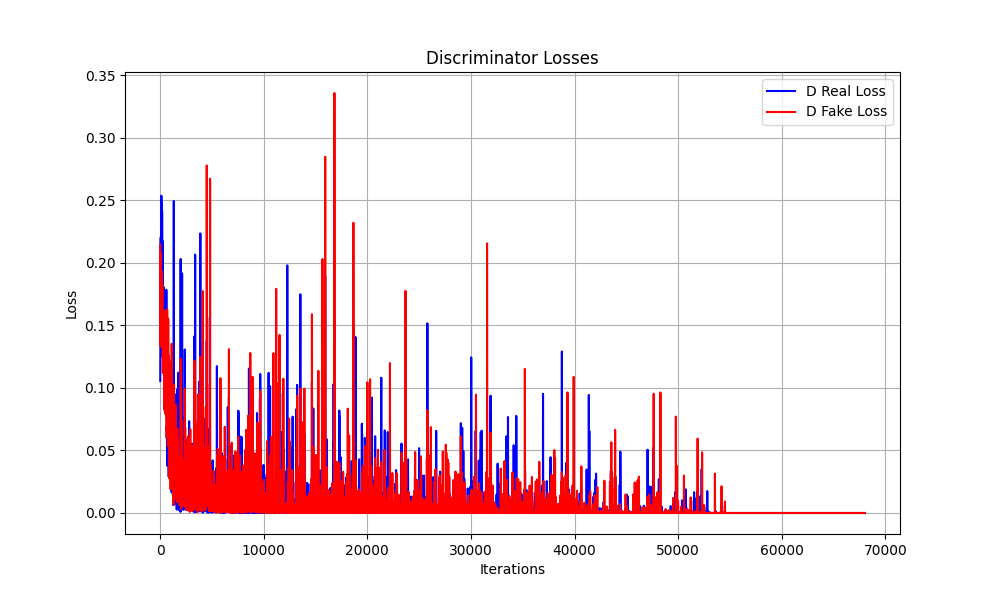 Discriminator Losses
D Real Loss
D Fake Loss
Loss
0.35
0.30
0.25
0.20
0.15
0.10
0.05
0.00
0 10000 20000 30000 40000 50000 60000 70000
Iterations